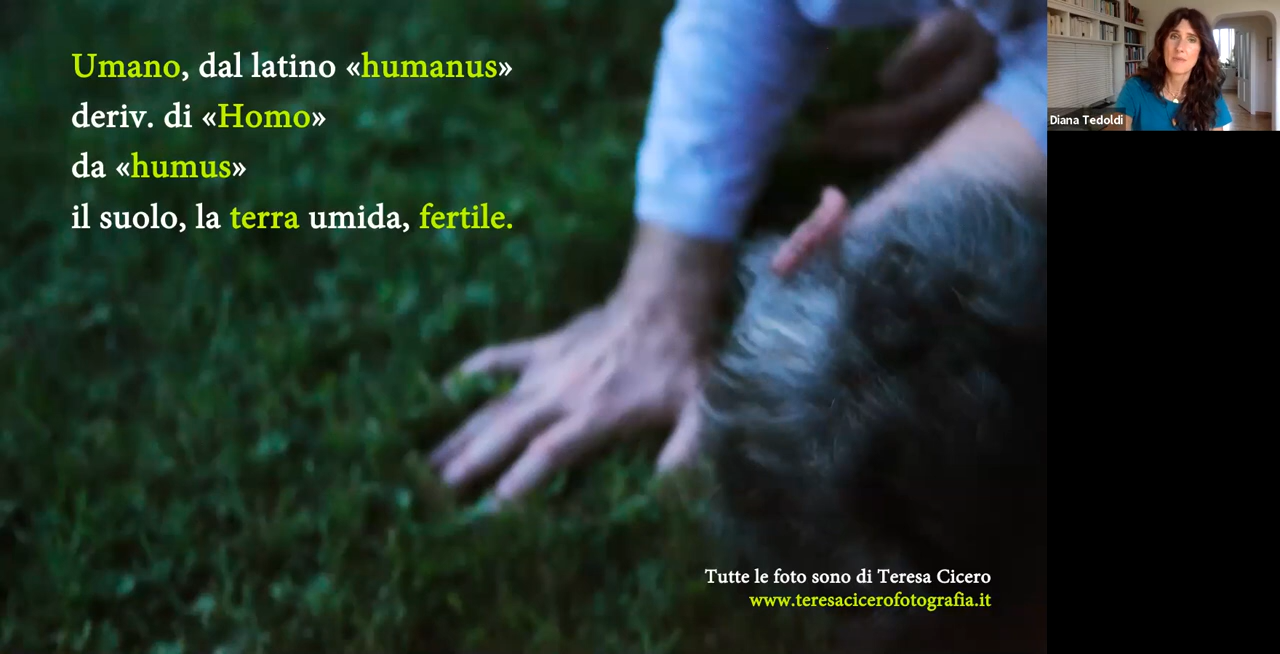 Umano, dal latino «humanus»
deriv. di «Homo»
da «humus»
il suolo, la terra umida, fertile.
Diana Tedoldi
Tutte le foto sono di Teresa Cicero
www.teresacicerofotografia.it